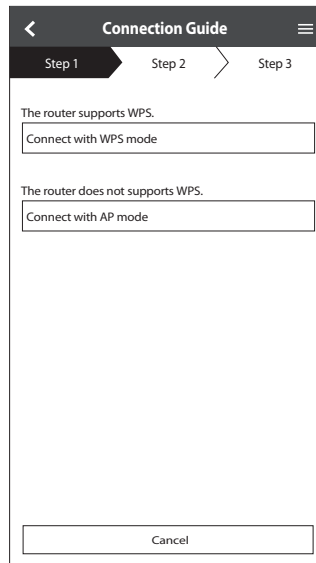 Connection Guide
Step 1
Step 2
Step 3
The router supports WPS.
Connect with WPS mode
The router does not supports WPS.
Connect with AP mode
Cancel